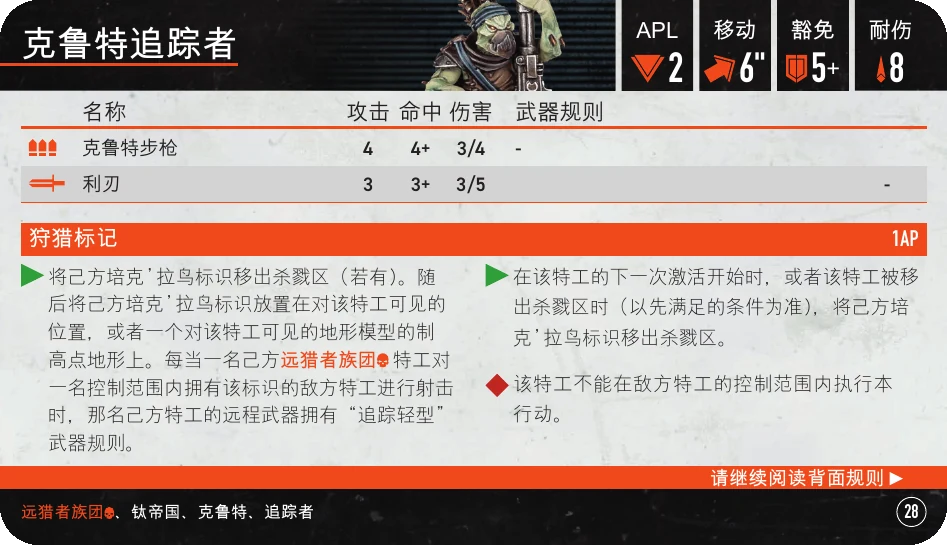 克鲁特追踪者
APL 移动 豁免 耐伤
2 6" 5+ 8
名称 攻击 命中 伤害 武器规则
克鲁特步枪 4 4+ 3/4 -
利刃 3 3+ 3/5 -
狩猎标记 1AP
将己方培克’拉鸟标识移出杀戮区（若有）。随
后将己方培克’拉鸟标识放置在对该特工可见的
位置，或者一个对该特工可见的地形模型的制
高点地形上。每当一名己方远猎者族团特工对
一名控制范围内拥有该标识的敌方特工进行射击
时，那名己方特工的远程武器拥有“追踪轻型”
武器规则。
在该特工的下一次激活开始时，或者该特工被移
出杀戮区时（以先满足的条件为准），将己方培
克’拉鸟标识移出杀戮区。
该特工不能在敌方特工的控制范围内执行本
行动。
请继续阅读背面规则▶
远猎者族团、钛帝国、克鲁特、追踪者
28